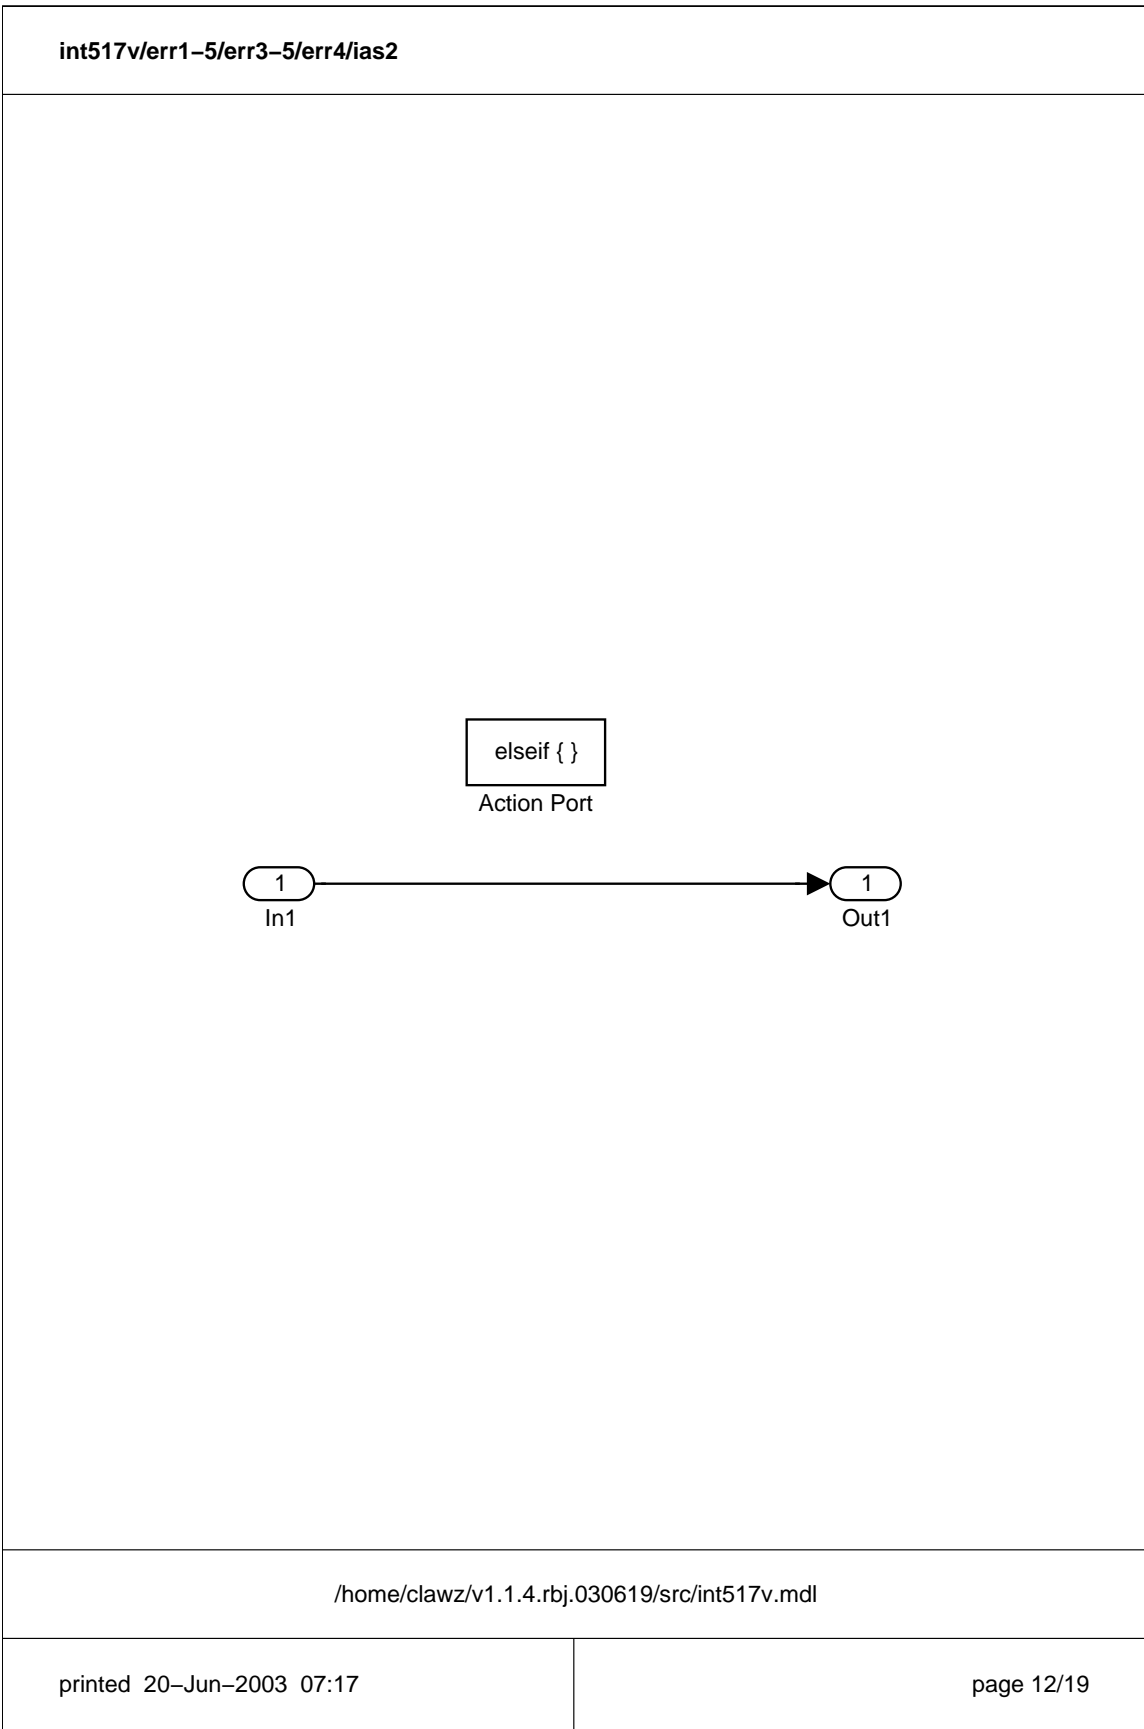 int517v/err1−5/err3−5/err4/ias2
elseif { }
Action Port
1
1
In1
Out1
/home/clawz/v1.1.4.rbj.030619/src/int517v.mdl
printed 20−Jun−2003 07:17
page 12/19